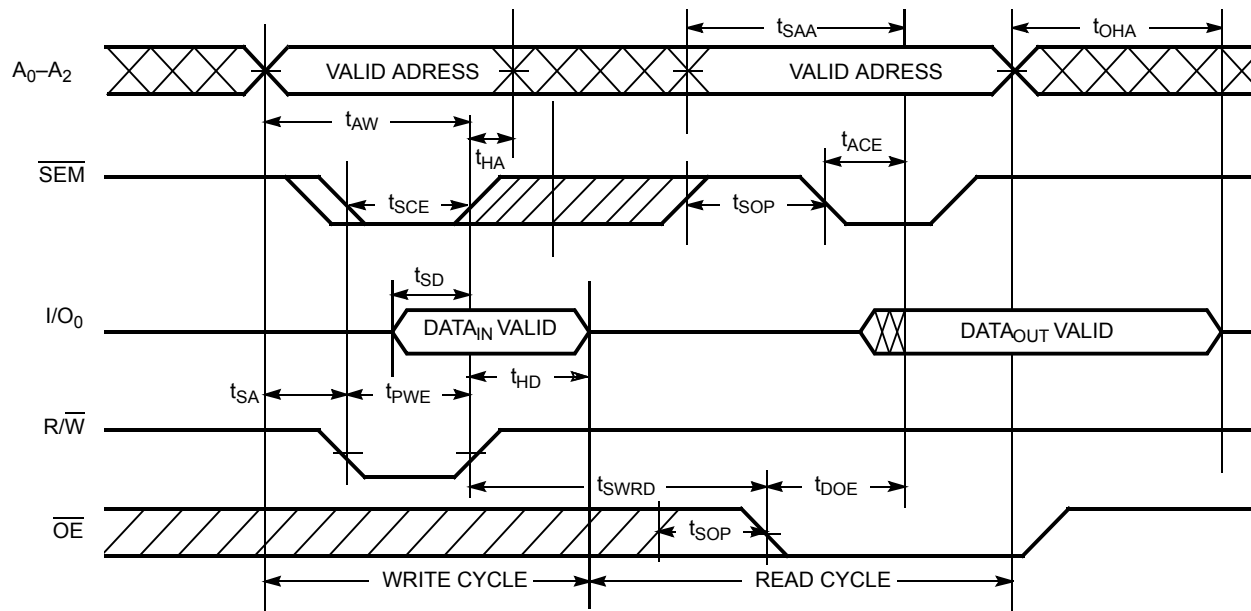 tSAA tOHA
A0–A2 VALID ADRESS VALID ADRESS
tAW tHA tACE
SEM tSCE tSOP
tSD
I/O0 DATAIN VALID DATAOUT VALID
tSA tPWE tHD
R/W
tSWRD tDOE
OE tSOP
WRITE CYCLE READ CYCLE